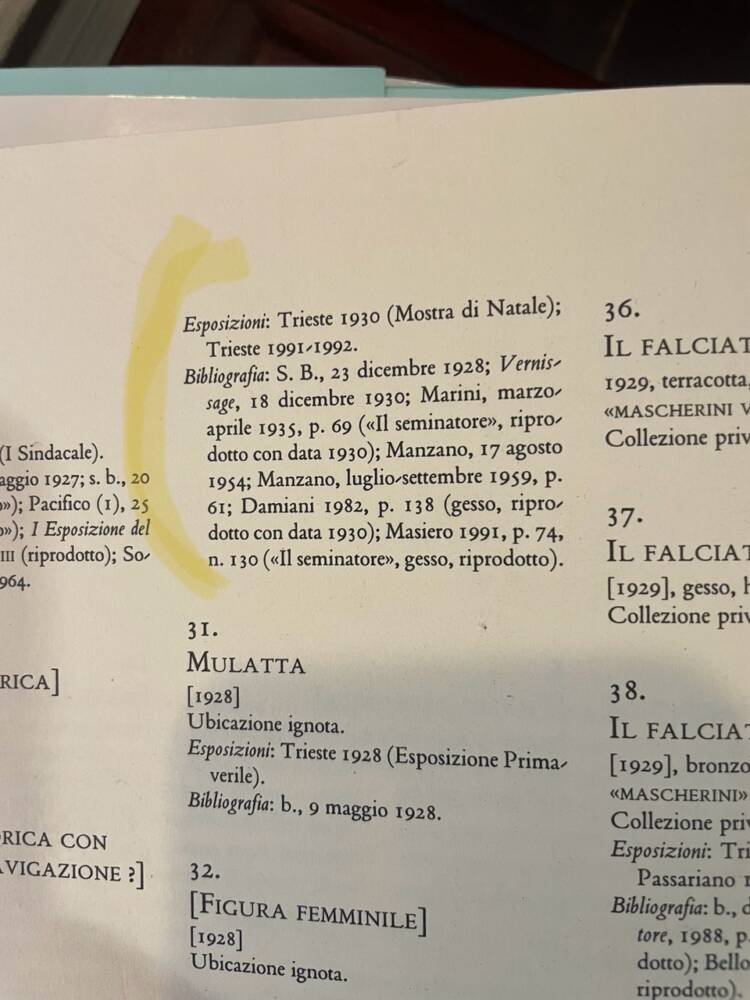 (I Sindacale).
aggio 1927; s. b., 20
»); Pacifico (1), 25
»); I Esposizione del
III (riprodotto); So-
964.
RICA]
RICA CON
AVIGAZIONE ?]
Esposizioni: Trieste 1930 (Mostra di Natale);
Trieste 1991-1992.
Bibliografia: S. B., 23 dicembre 1928; Vernis-
sage, 18 dicembre 1930; Marini, marzo-
aprile 1935, p. 69 («Il seminatore», ripro-
dotto con data 1930); Manzano, 17 agosto
1954; Manzano, luglio-settembre 1959, p.
61; Damiani 1982, p. 138 (gesso, ripro-
dotto con data 1930); Masiero 1991, p. 74,
n. 130 («Il seminatore», gesso, riprodotto).
31.
MULATTA
[1928]
Ubicazione ignota.
Esposizioni: Trieste 1928 (Esposizione Prima-
verile).
Bibliografia: b., 9 maggio 1928.
32.
[FIGURA FEMMINILE]
[1928]
Ubicazione ignota.
36.
IL FALCIAT
1929, terracotta,
«MASCHERINI V
Collezione priv
37.
IL FALCIAT
[1929], gesso, h
Collezione priv
38.
IL FALCIAT
[1929], bronzo
«MASCHERINI»
Collezione priv
Esposizioni: Tri
Passariano 1
Bibliografia: b., d
tore, 1988, p.
dotto); Bello
riprodotto).